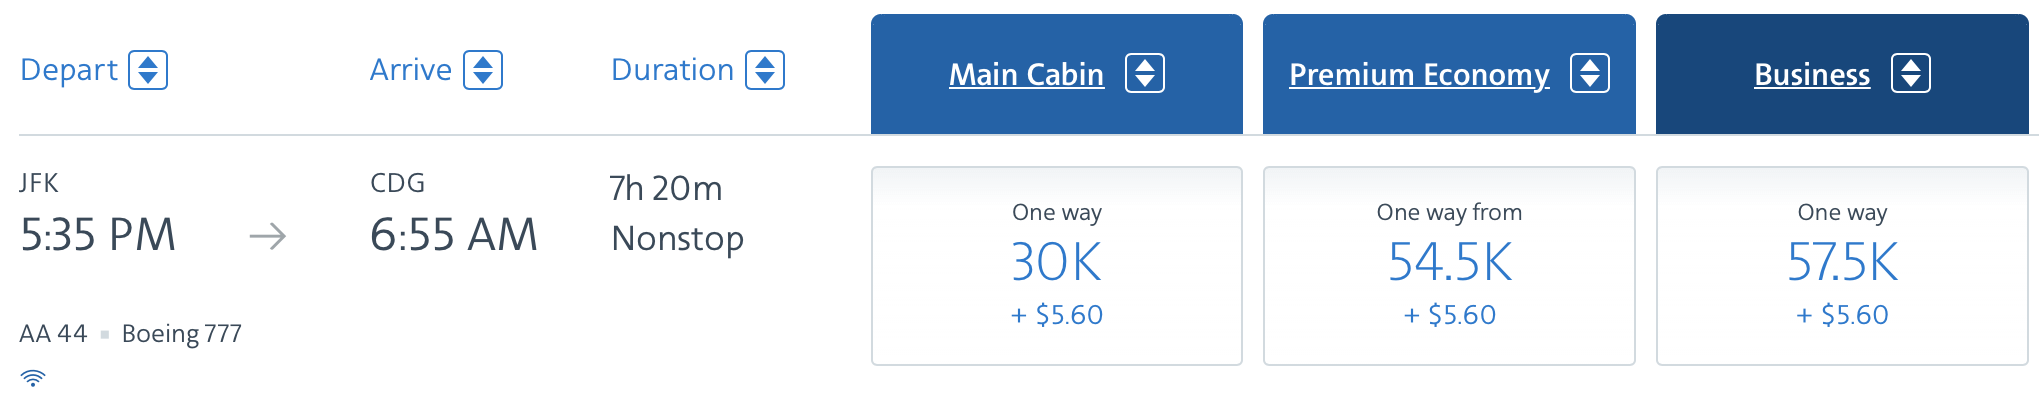 Depart Arrive Duration Main Cabin Premium Economy Business
JFK CDG 7h 20m
5:35 PM → 6:55 AM Nonstop
One way One way from One way
30K 54.5K 57.5K
+ $5.60 + $5.60 + $5.60
AA 44 ▪ Boeing 777